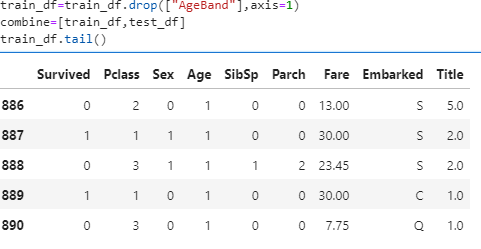 train_df=train_df.drop(["AgeBand"],axis=1)
combine=[train_df,test_df]
train_df.tail()
Survived Pclass Sex Age SibSp Parch Fare Embarked Title
886 0 2 0 1 0 0 13.00 S 5.0
887 1 1 1 1 0 0 30.00 S 2.0
888 0 3 1 1 1 2 23.45 S 2.0
889 1 1 0 1 0 0 30.00 C 1.0
890 0 3 0 1 0 0 7.75 Q 1.0